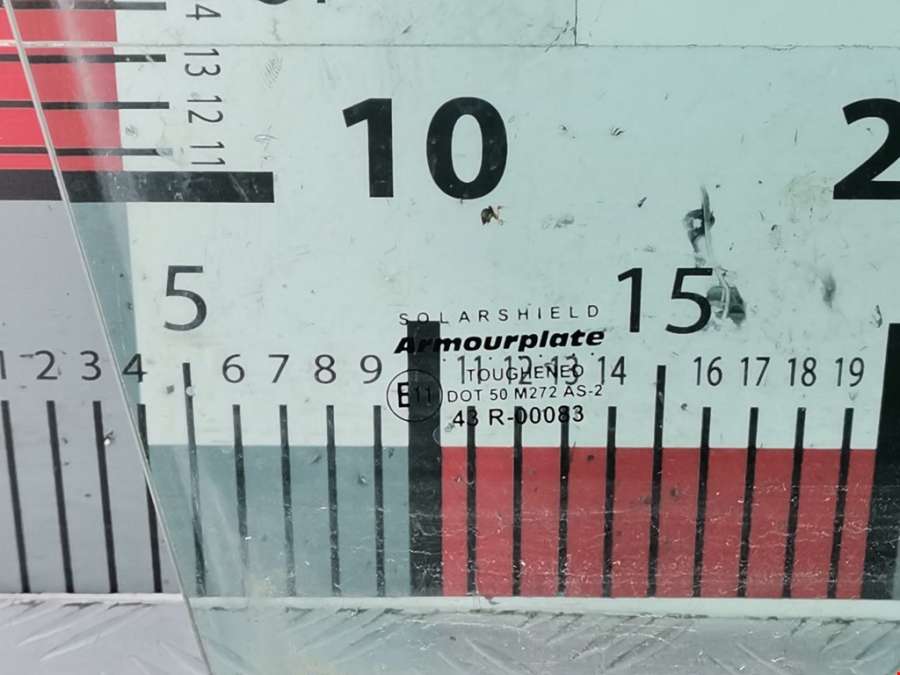 4
13
12
11
10
5
15
SOLARSHIELD
Armourplate
1 2 3 4 6 7 8 9 11 12 13 14 16 17 18 19
TOUGHENED
E11 DOT 50 M272 AS-2
43 R-00083